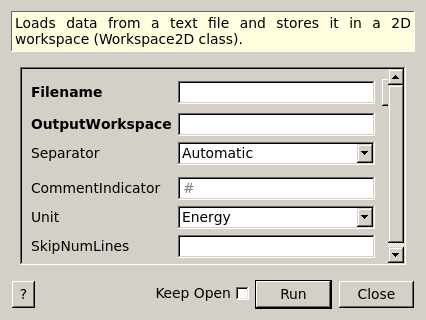 Loads data from a text file and stores it in a 2D
workspace (Workspace2D class).
Filename
OutputWorkspace
Separator Automatic
CommentIndicator #
Unit Energy
SkipNumLines
? Keep Open Run Close